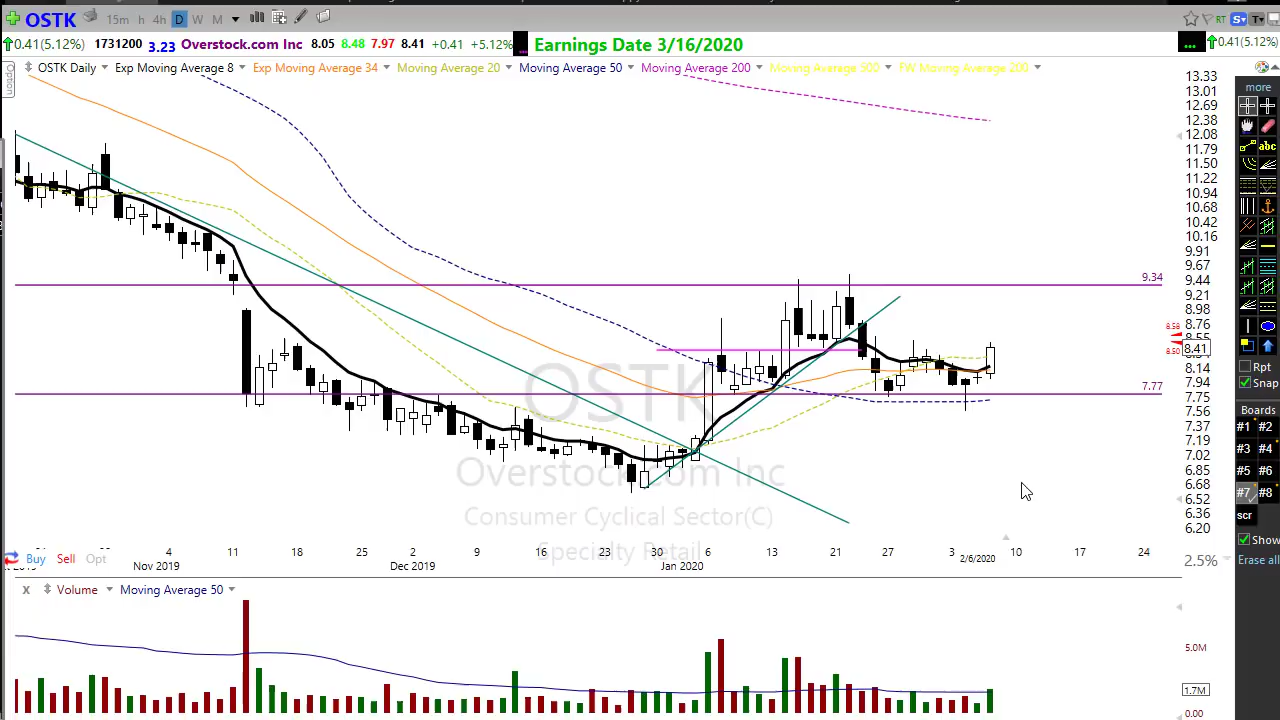 OSTK 15m h 4h D W M RT S T
0.41(5.12%) 1731200 3.23 Overstock.com Inc 8.05 8.48 7.97 8.41 +0.41 +5.12% ... Earnings Date 3/16/2020 ... 0.41(5.12%)
Option
OSTK Daily Exp Moving Average 8 Exp Moving Average 34 Moving Average 20 Moving Average 50 Moving Average 200 Moving Average 500 FW Moving Average 200
13.33
13.01
12.69
12.38
12.08
11.79
11.50
11.22
10.94
10.68
10.42
10.16
9.91
9.67
9.34 9.44
9.21
8.98
8.76
8.58
8.50 8.41
8.14
7.77 7.94
7.75
7.56
7.37
7.19
7.02
6.85
6.68
6.52
6.36
6.20
OSTK
Overstock.com Inc
Consumer Cyclical Sector(C)
Specialty Retail
more
abc
Rpt
Snap
Boards
#1 #2
#3 #4
#5 #6
#7 #8
scr
Show
Erase all
4 11 18 25 2 9 16 23 30 6 13 21 27 3 2/6/2020 10 17 24
Nov 2019 Dec 2019 Jan 2020
Buy Sell Opt
2.5%
x Volume Moving Average 50
5.0M
1.7M
0.00